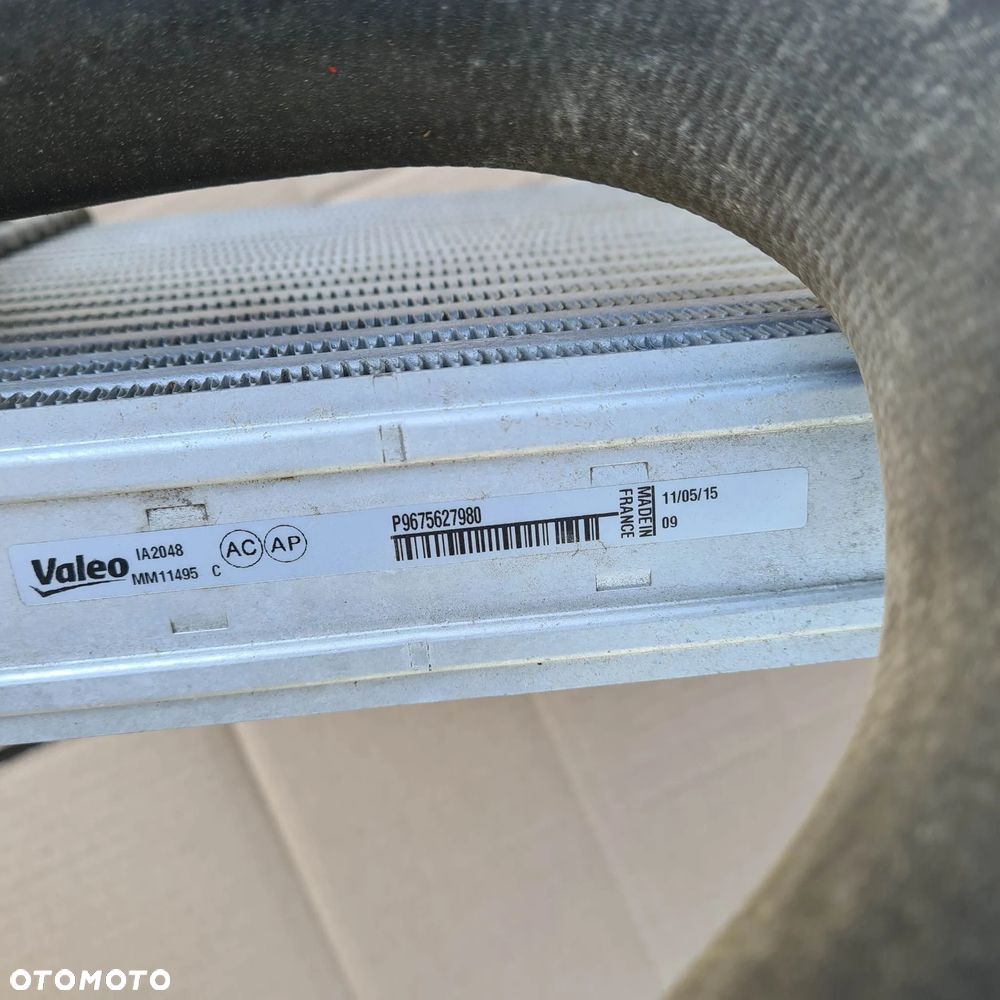 Valeo
IA2048
MM11495 C
AC AP
P9675627980
MADE IN
FRANCE
11/05/15
09
OTOMOTO